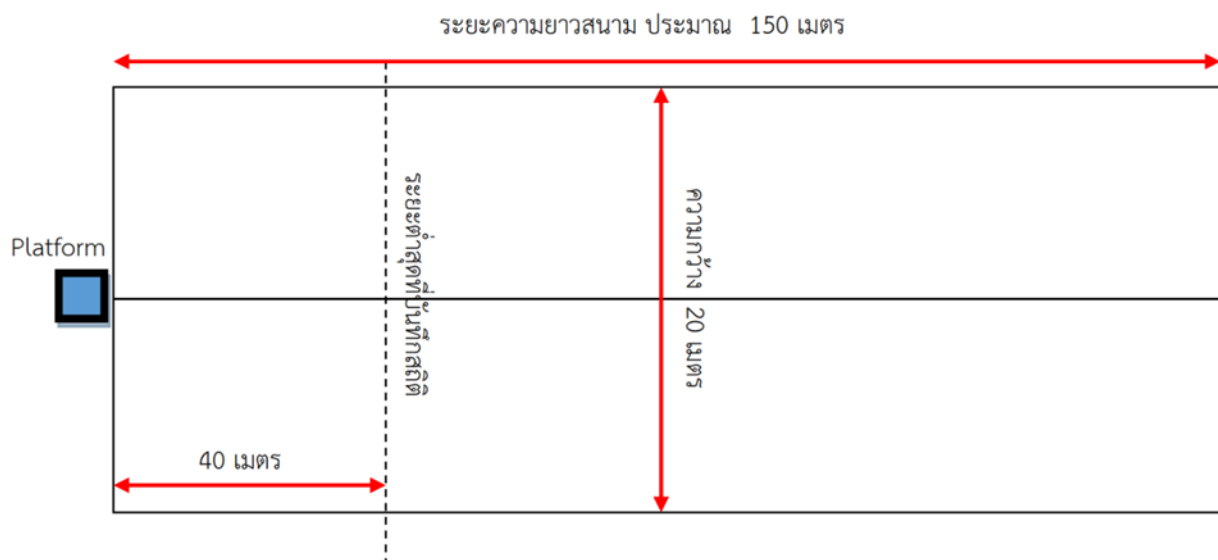 ระยะความยาวสนาม ประมาณ 150 เมตร
Platform
ระยะต่ำสุดที่บันทึกสถิติ
ความกว้าง 20 เมตร
40 เมตร